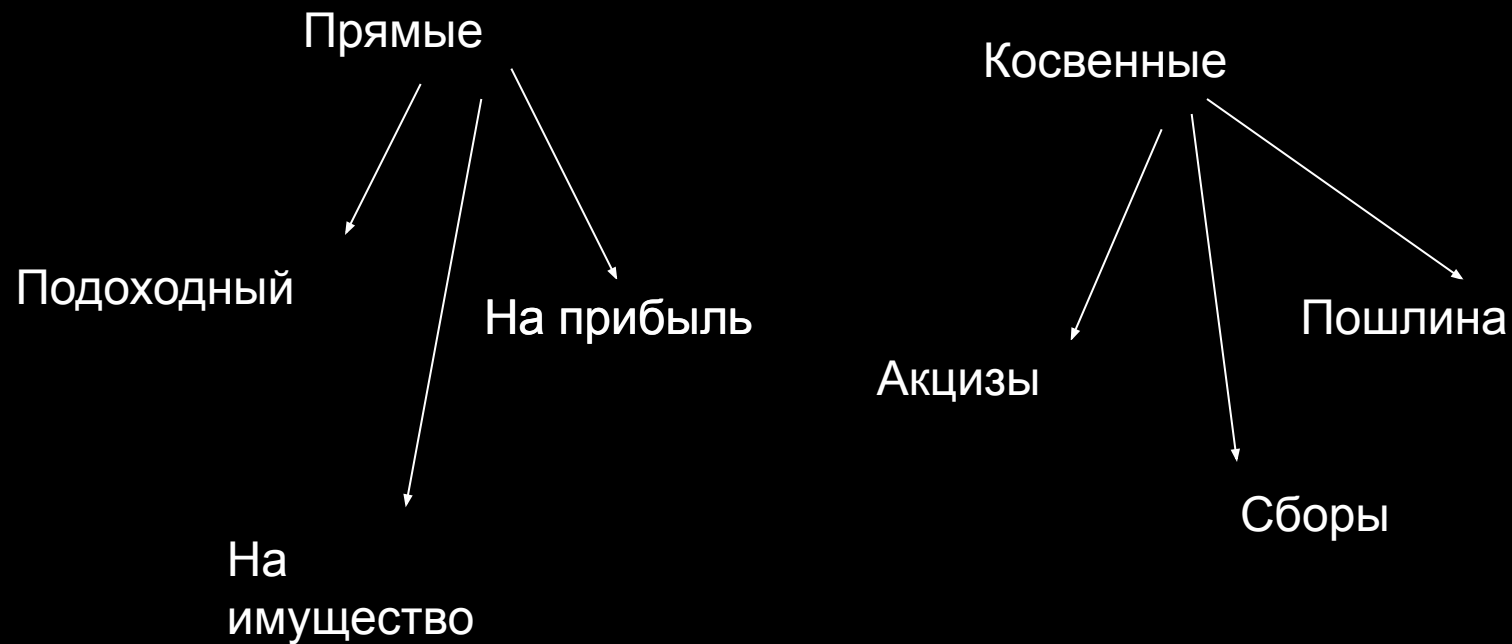 Прямые
Косвенные
Подоходный
На прибыль
Пошлина
Акцизы
Сборы
На
имущество